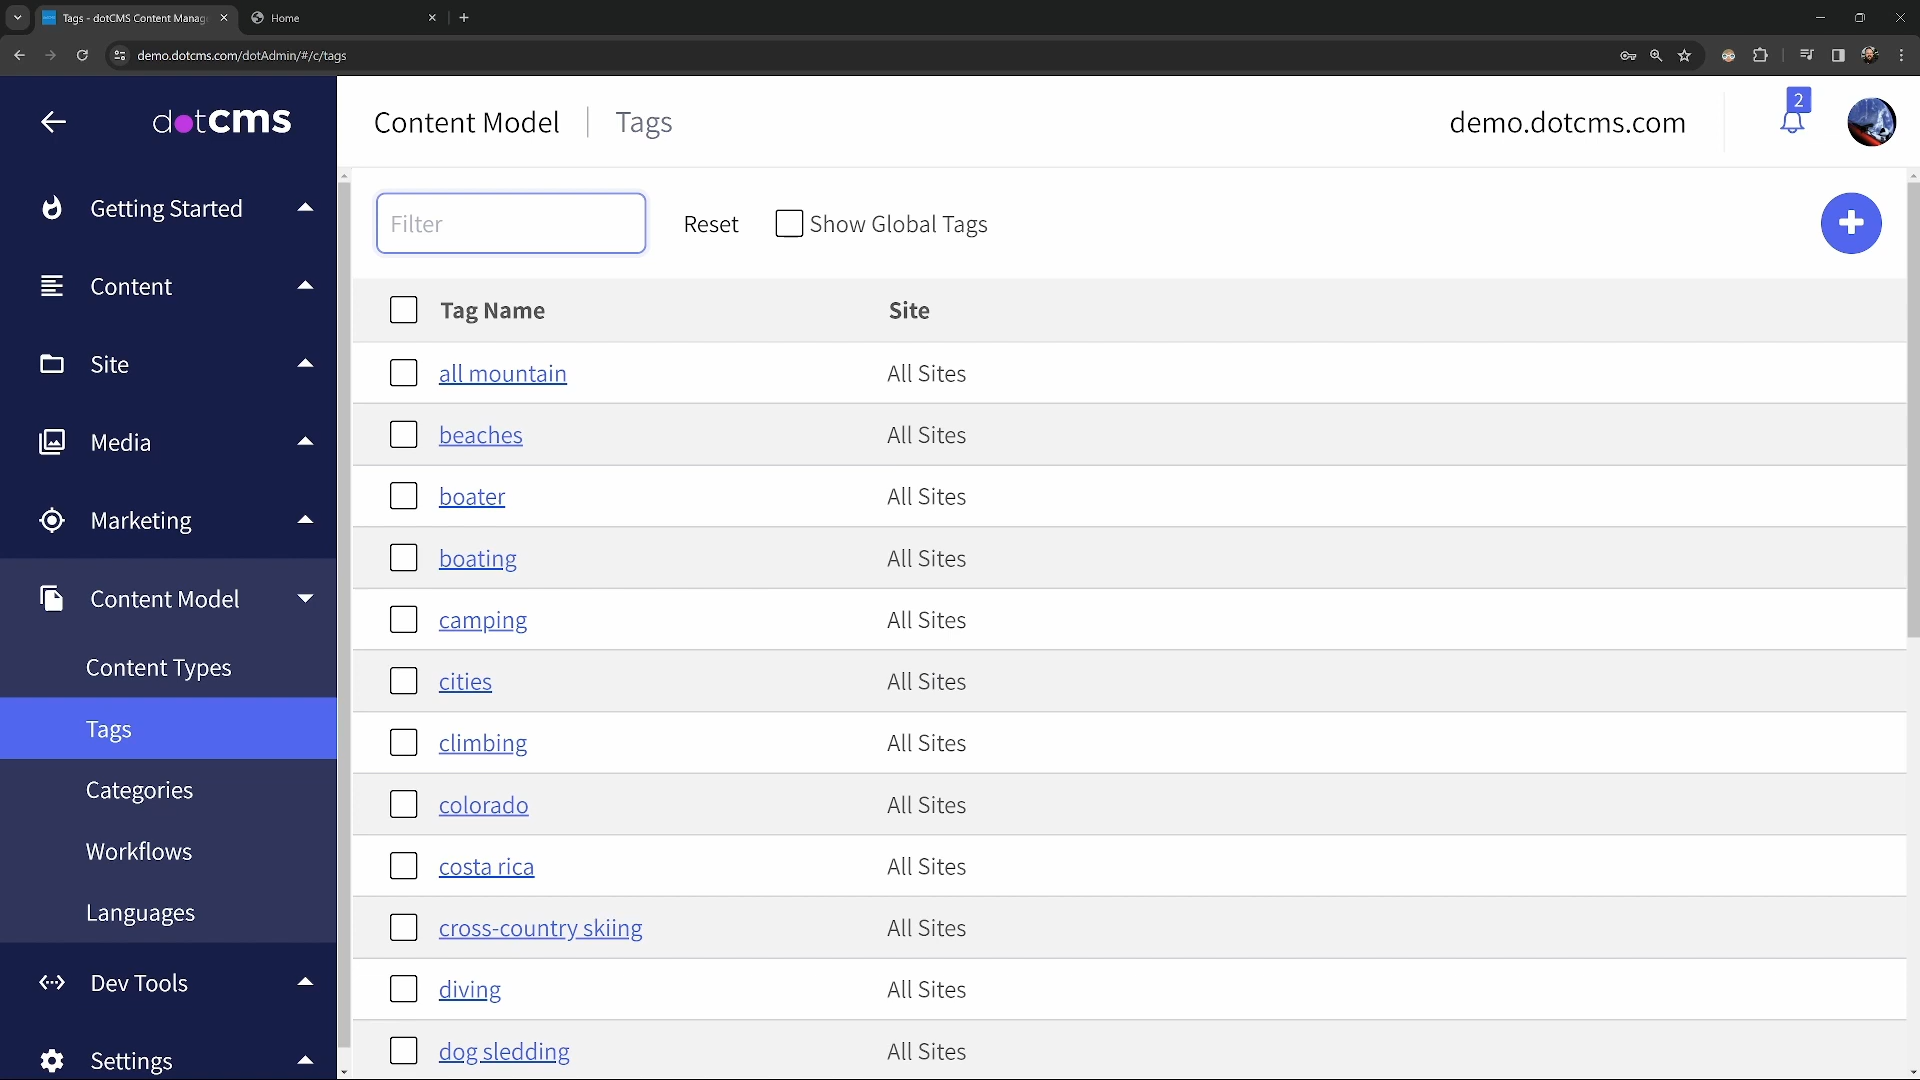 Tags - dotCMS Content Manag
Home
demo.dotcms.com/dotAdmin/#/c/tags
dotcms
Content Model
Tags
demo.dotcms.com
2
Getting Started
Content
Site
Media
Marketing
Content Model
Content Types
Tags
Categories
Workflows
Languages
Dev Tools
Settings
Filter
Reset
Show Global Tags
Tag Name Site
all mountain All Sites
beaches All Sites
boater All Sites
boating All Sites
camping All Sites
cities All Sites
climbing All Sites
colorado All Sites
costa rica All Sites
cross-country skiing All Sites
diving All Sites
dog sledding All Sites